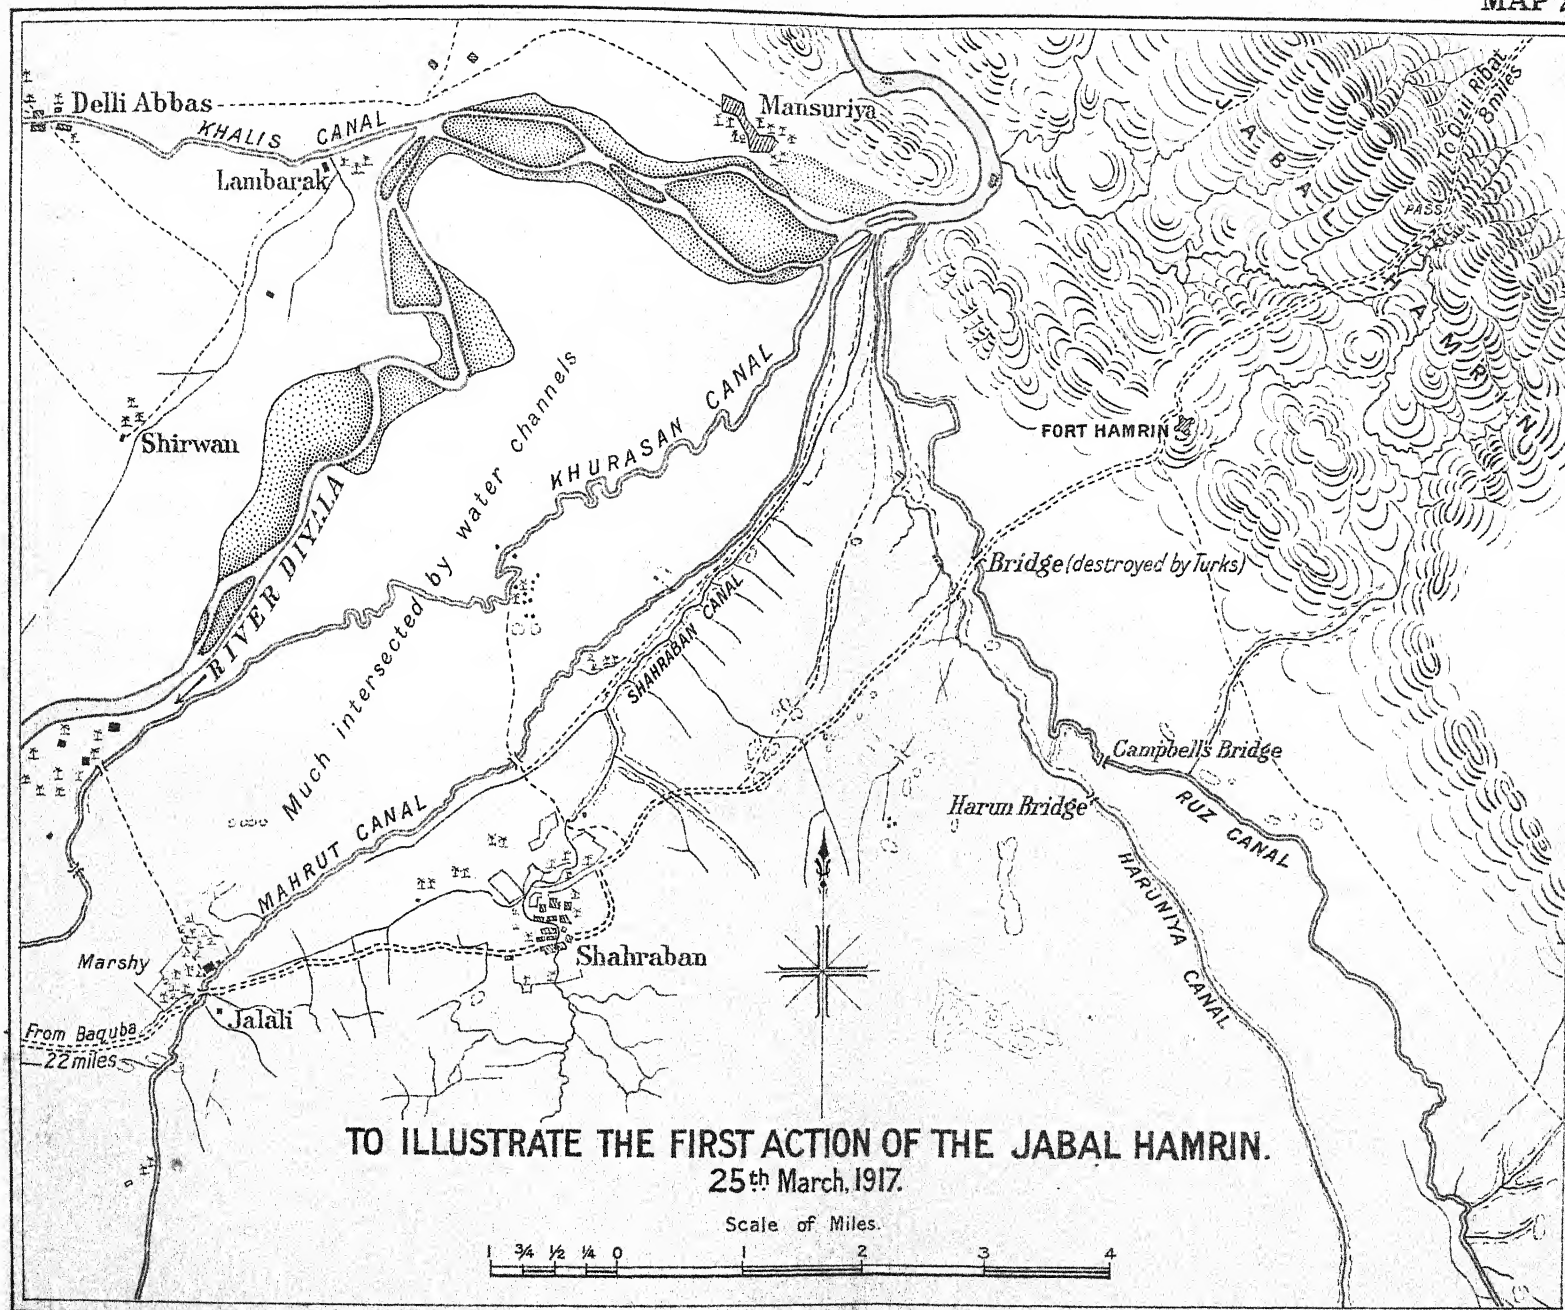 MAP
Delli Abbas
KHALIS CANAL
Lambarak
Mansuriya
JABAL HAMRIN
To Qizil Ribat
8 miles
PASS
Shirwan
RIVER DIYALA
Much intersected by water channels
KHURASAN CANAL
FORT HAMRIN
Bridge (destroyed by Turks)
SHAHRABAN CANAL
Campbell's Bridge
Harun Bridge
RUZ CANAL
HARUNIYA CANAL
MAHRUT CANAL
Marshy
Shahraban
Jalali
From Baquba
22 miles
TO ILLUSTRATE THE FIRST ACTION OF THE JABAL HAMRIN.
25th March, 1917.
Scale of Miles.
1 3/4 1/2 1/4 0 1 2 3 4